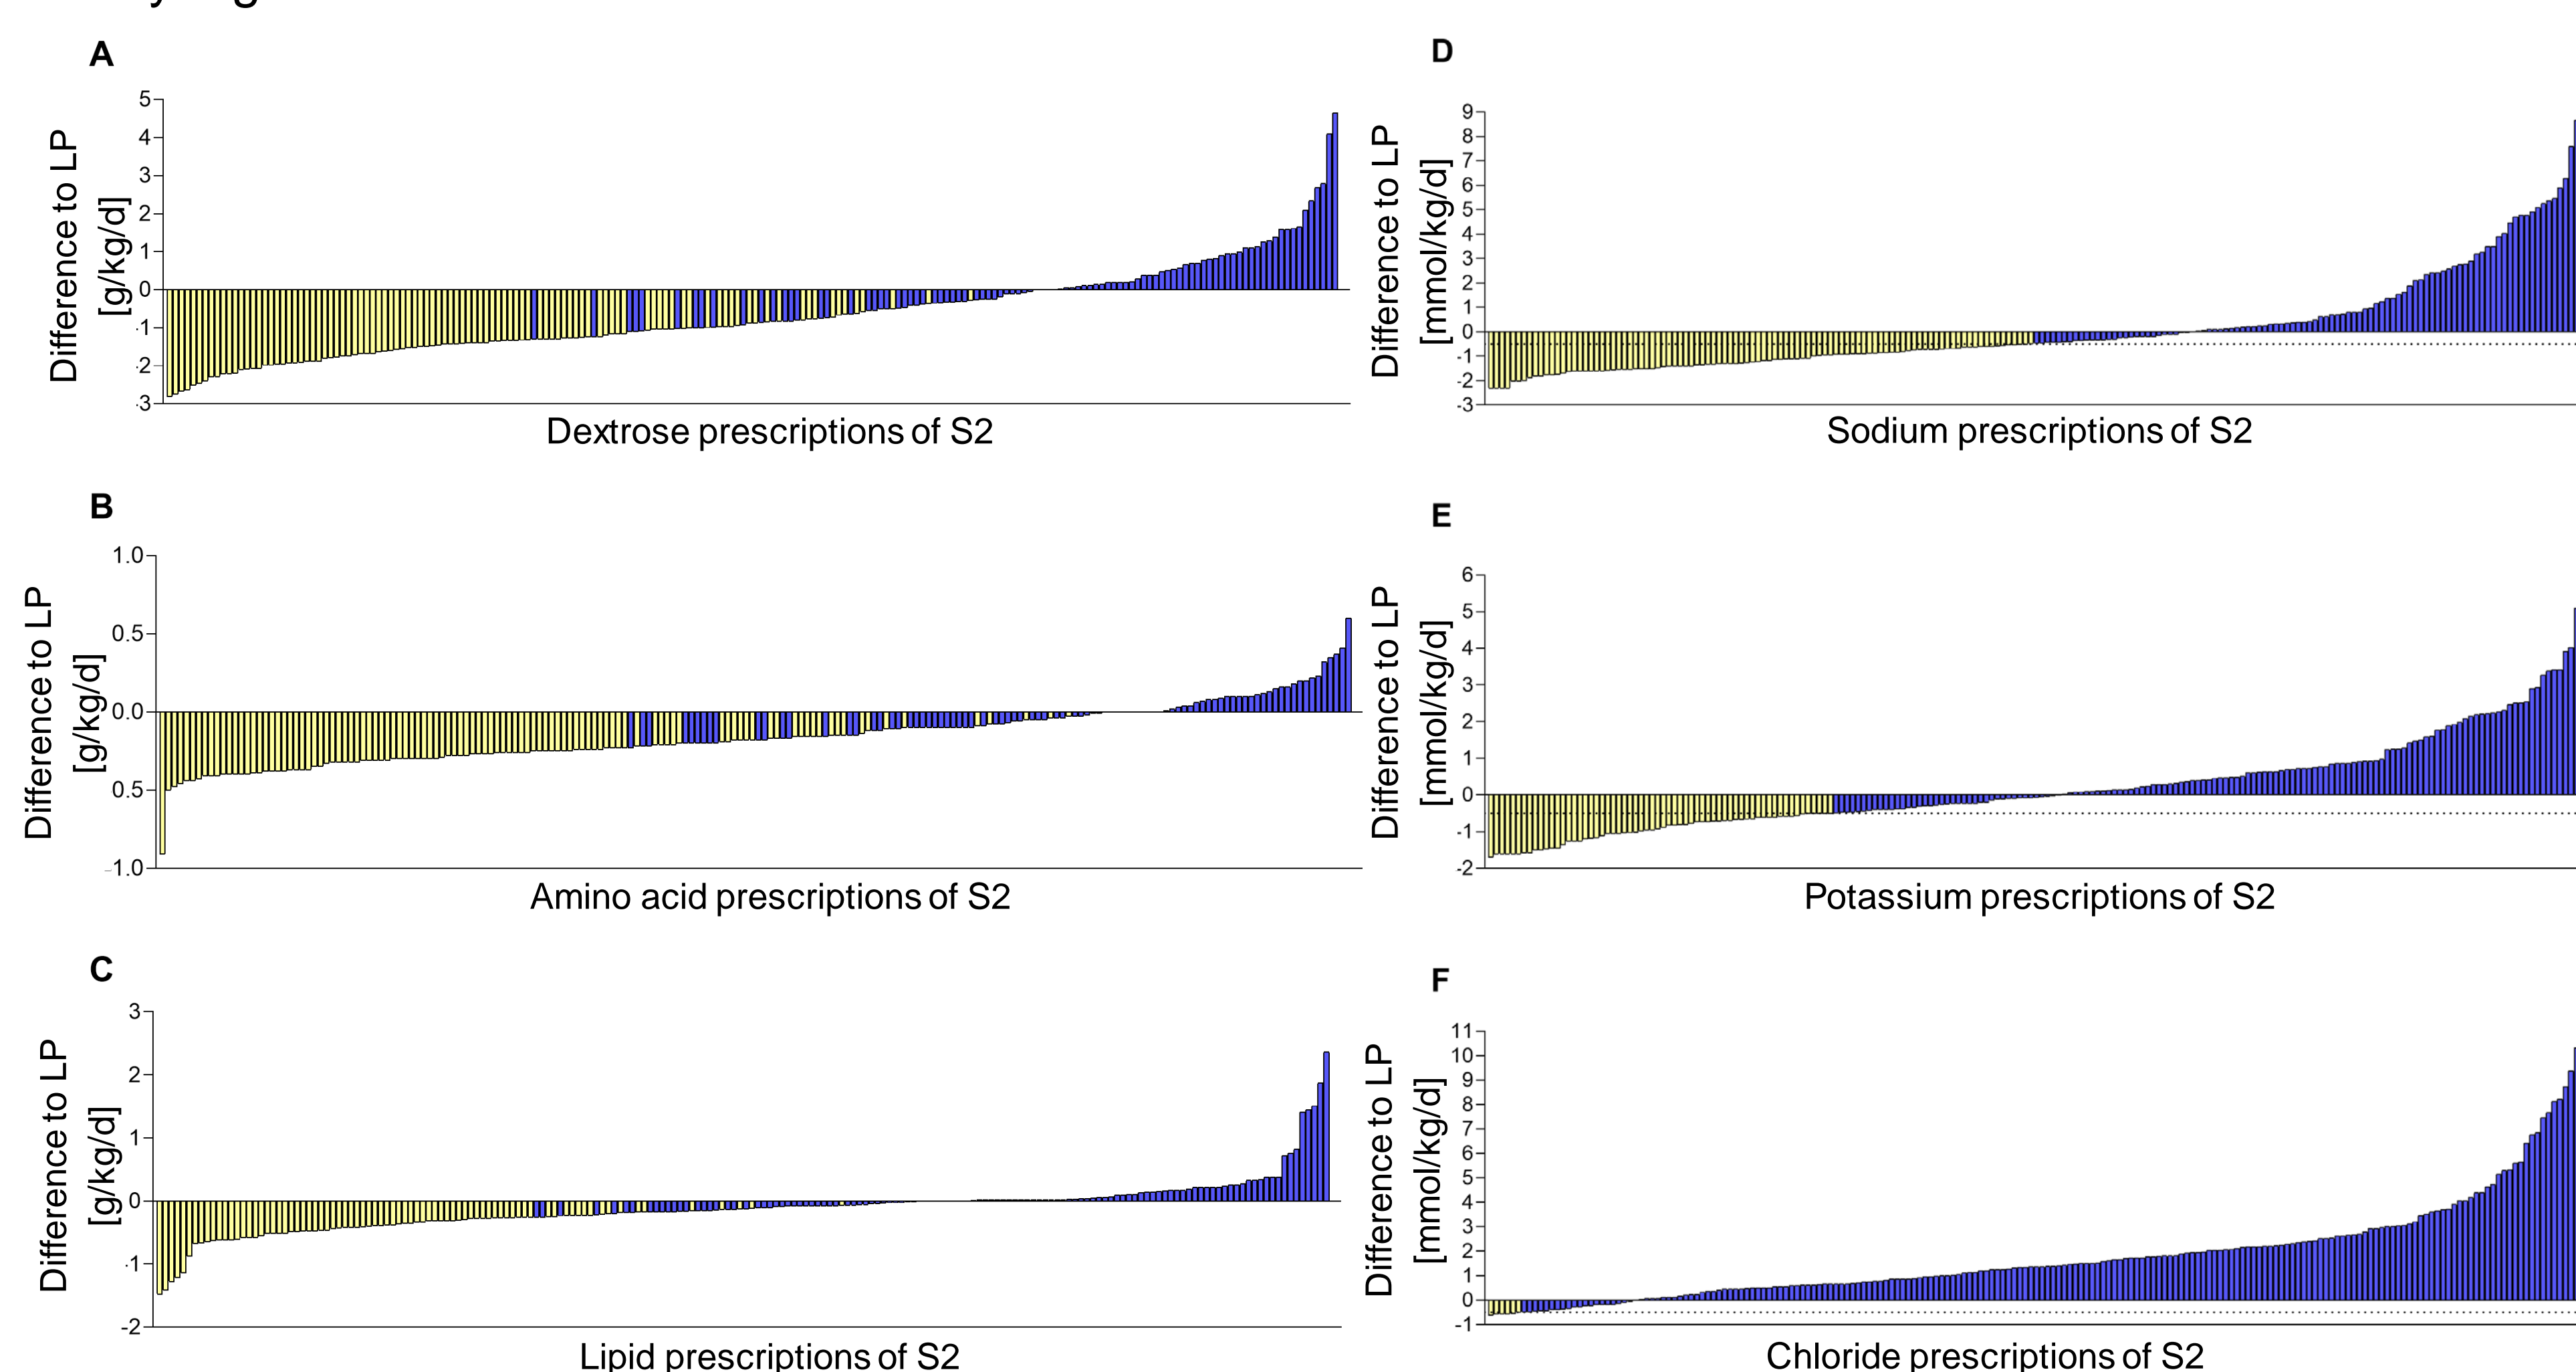 A
Difference to LP
[g/kg/d]
5
4
3
2
1
0
.1
.2
.3
Dextrose prescriptions of S2
D
Difference to LP
[mmol/kg/d]
9
8
7
6
5
4
3
2
1
0
-1
-2
-3
Sodium prescriptions of S2
B
Difference to LP
[g/kg/d]
1.0
0.5
0.0
0.5
–1.0
Amino acid prescriptions of S2
E
Difference to LP
[mmol/kg/d]
6
5
4
3
2
1
0
-1
-2
Potassium prescriptions of S2
C
Difference to LP
[g/kg/d]
3
2
1
0
.1
-2
Lipid prescriptions of S2
F
Difference to LP
[mmol/kg/d]
11
10
9
8
7
6
5
4
3
2
1
0
-1
Chloride prescriptions of S2